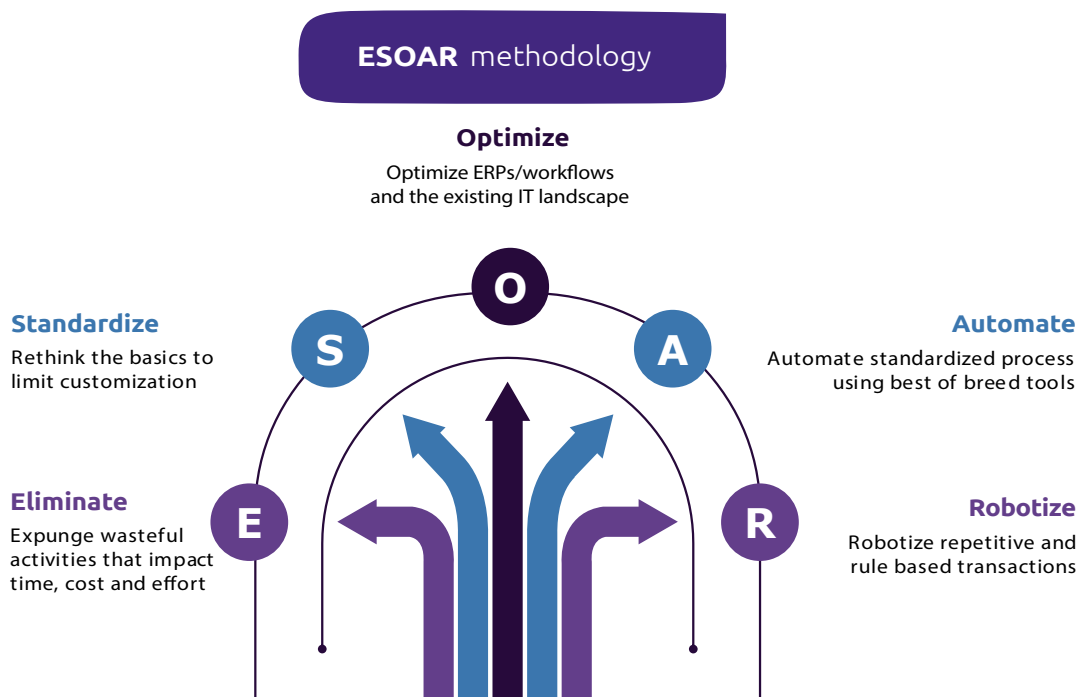 ESOAR methodology
Optimize
Optimize ERPs/workflows
and the existing IT landscape
O
S
A
Standardize
Rethink the basics to
limit customization
Automate
Automate standardized process
using best of breed tools
E
R
Eliminate
Expunge wasteful
activities that impact
time, cost and effort
Robotize
Robotize repetitive and
rule based transactions